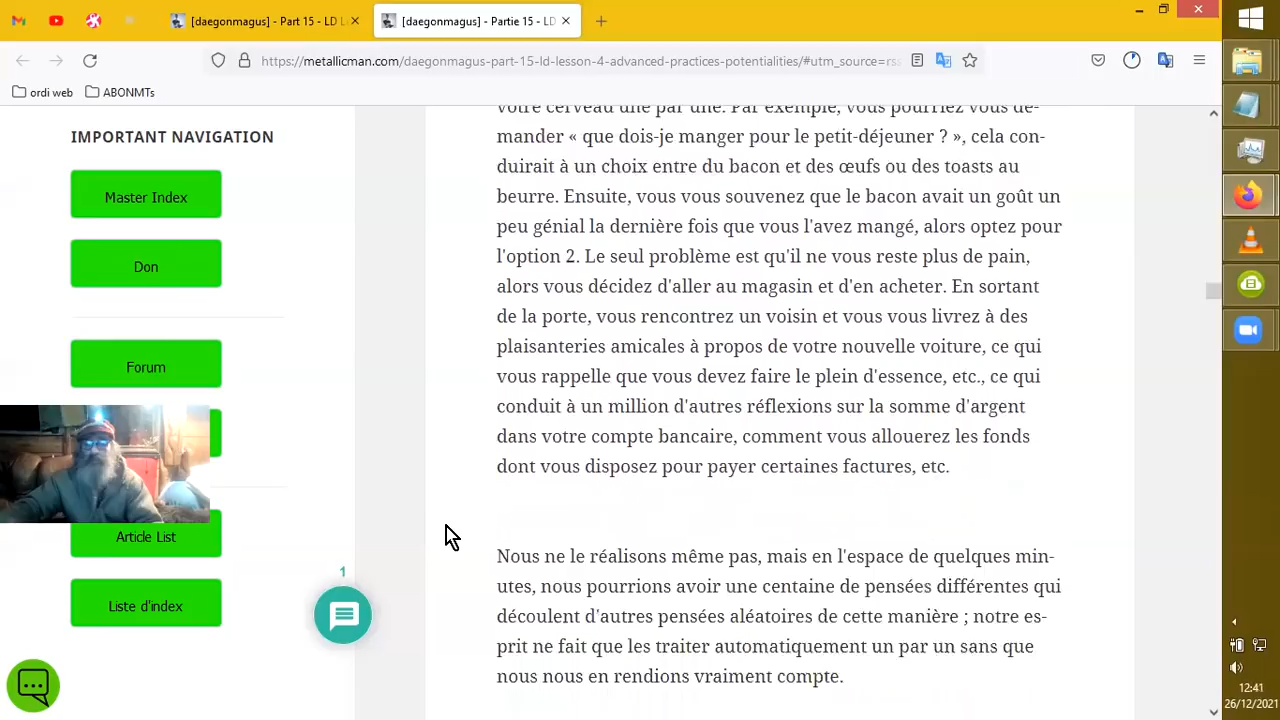 [daegonmagus] - Part 15 - LD L
[daegonmagus] - Partie 15 - LD
https://metallicman.com/daegonmagus-part-15-ld-lesson-4-advanced-practices-potentialities/#utm_source=rss
ordi web
ABONMTs
IMPORTANT NAVIGATION
Master Index
Don
Forum
Article List
Liste d'index
1
votre cerveau une par une. Par exemple, vous pourriez vous de-
mander « que dois-je manger pour le petit-déjeuner ? », cela con-
duirait à un choix entre du bacon et des œufs ou des toasts au
beurre. Ensuite, vous vous souvenez que le bacon avait un goût un
peu génial la dernière fois que vous l'avez mangé, alors optez pour
l'option 2. Le seul problème est qu'il ne vous reste plus de pain,
alors vous décidez d'aller au magasin et d'en acheter. En sortant
de la porte, vous rencontrez un voisin et vous vous livrez à des
plaisanteries amicales à propos de votre nouvelle voiture, ce qui
vous rappelle que vous devez faire le plein d'essence, etc., ce qui
conduit à un million d'autres réflexions sur la somme d'argent
dans votre compte bancaire, comment vous allouerez les fonds
dont vous disposez pour payer certaines factures, etc.
Nous ne le réalisons même pas, mais en l'espace de quelques min-
utes, nous pourrions avoir une centaine de pensées différentes qui
découlent d'autres pensées aléatoires de cette manière ; notre es-
prit ne fait que les traiter automatiquement un par un sans que
nous nous en rendions vraiment compte.
12:41
26/12/2021